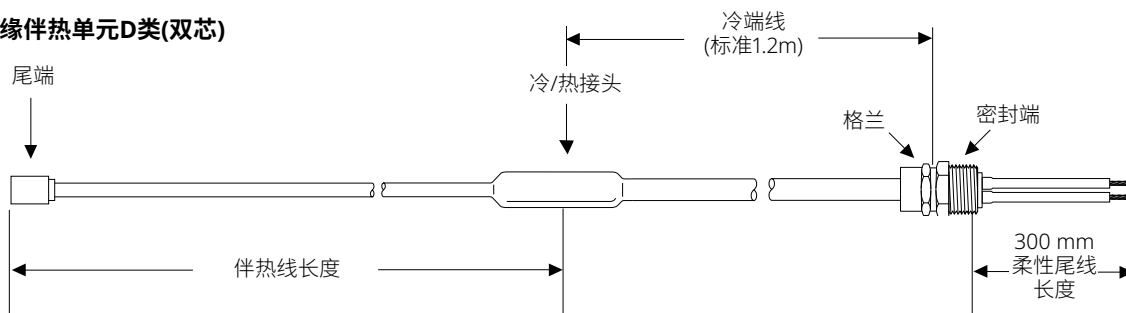 缘伴热单元D类(双芯)
冷端线
(标准1.2m)
尾端
冷/热接头
格兰
密封端
伴热线长度
300 mm
柔性尾线
长度